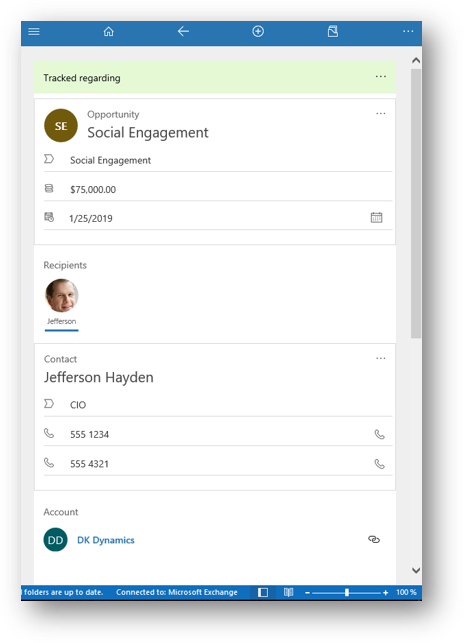 Tracked regarding
SE
Opportunity
Social Engagement
Social Engagement
$75,000.00
1/25/2019
Recipients
Jefferson
Contact
Jefferson Hayden
CIO
555 1234
555 4321
Account
DD DK Dynamics
folders are up to date. Connected to: Microsoft Exchange 100 %